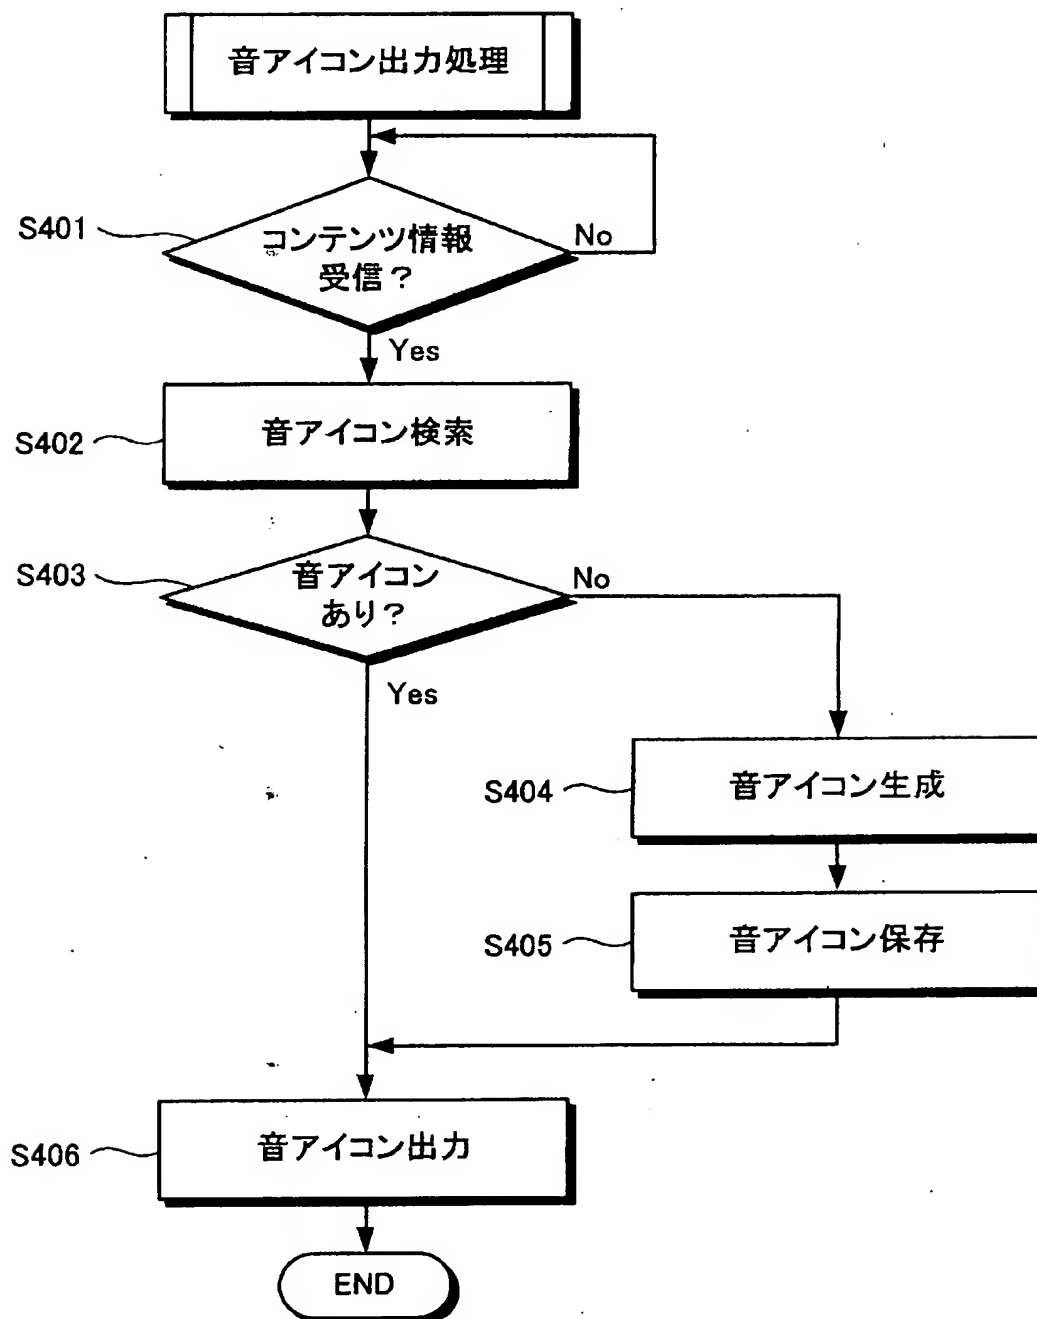 音アイコン出力処理
S401
コンテンツ情報
受信？
No
Yes
S402
音アイコン検索
S403
音アイコン
あり？
No
Yes
S404
音アイコン生成
S405
音アイコン保存
S406
音アイコン出力
END